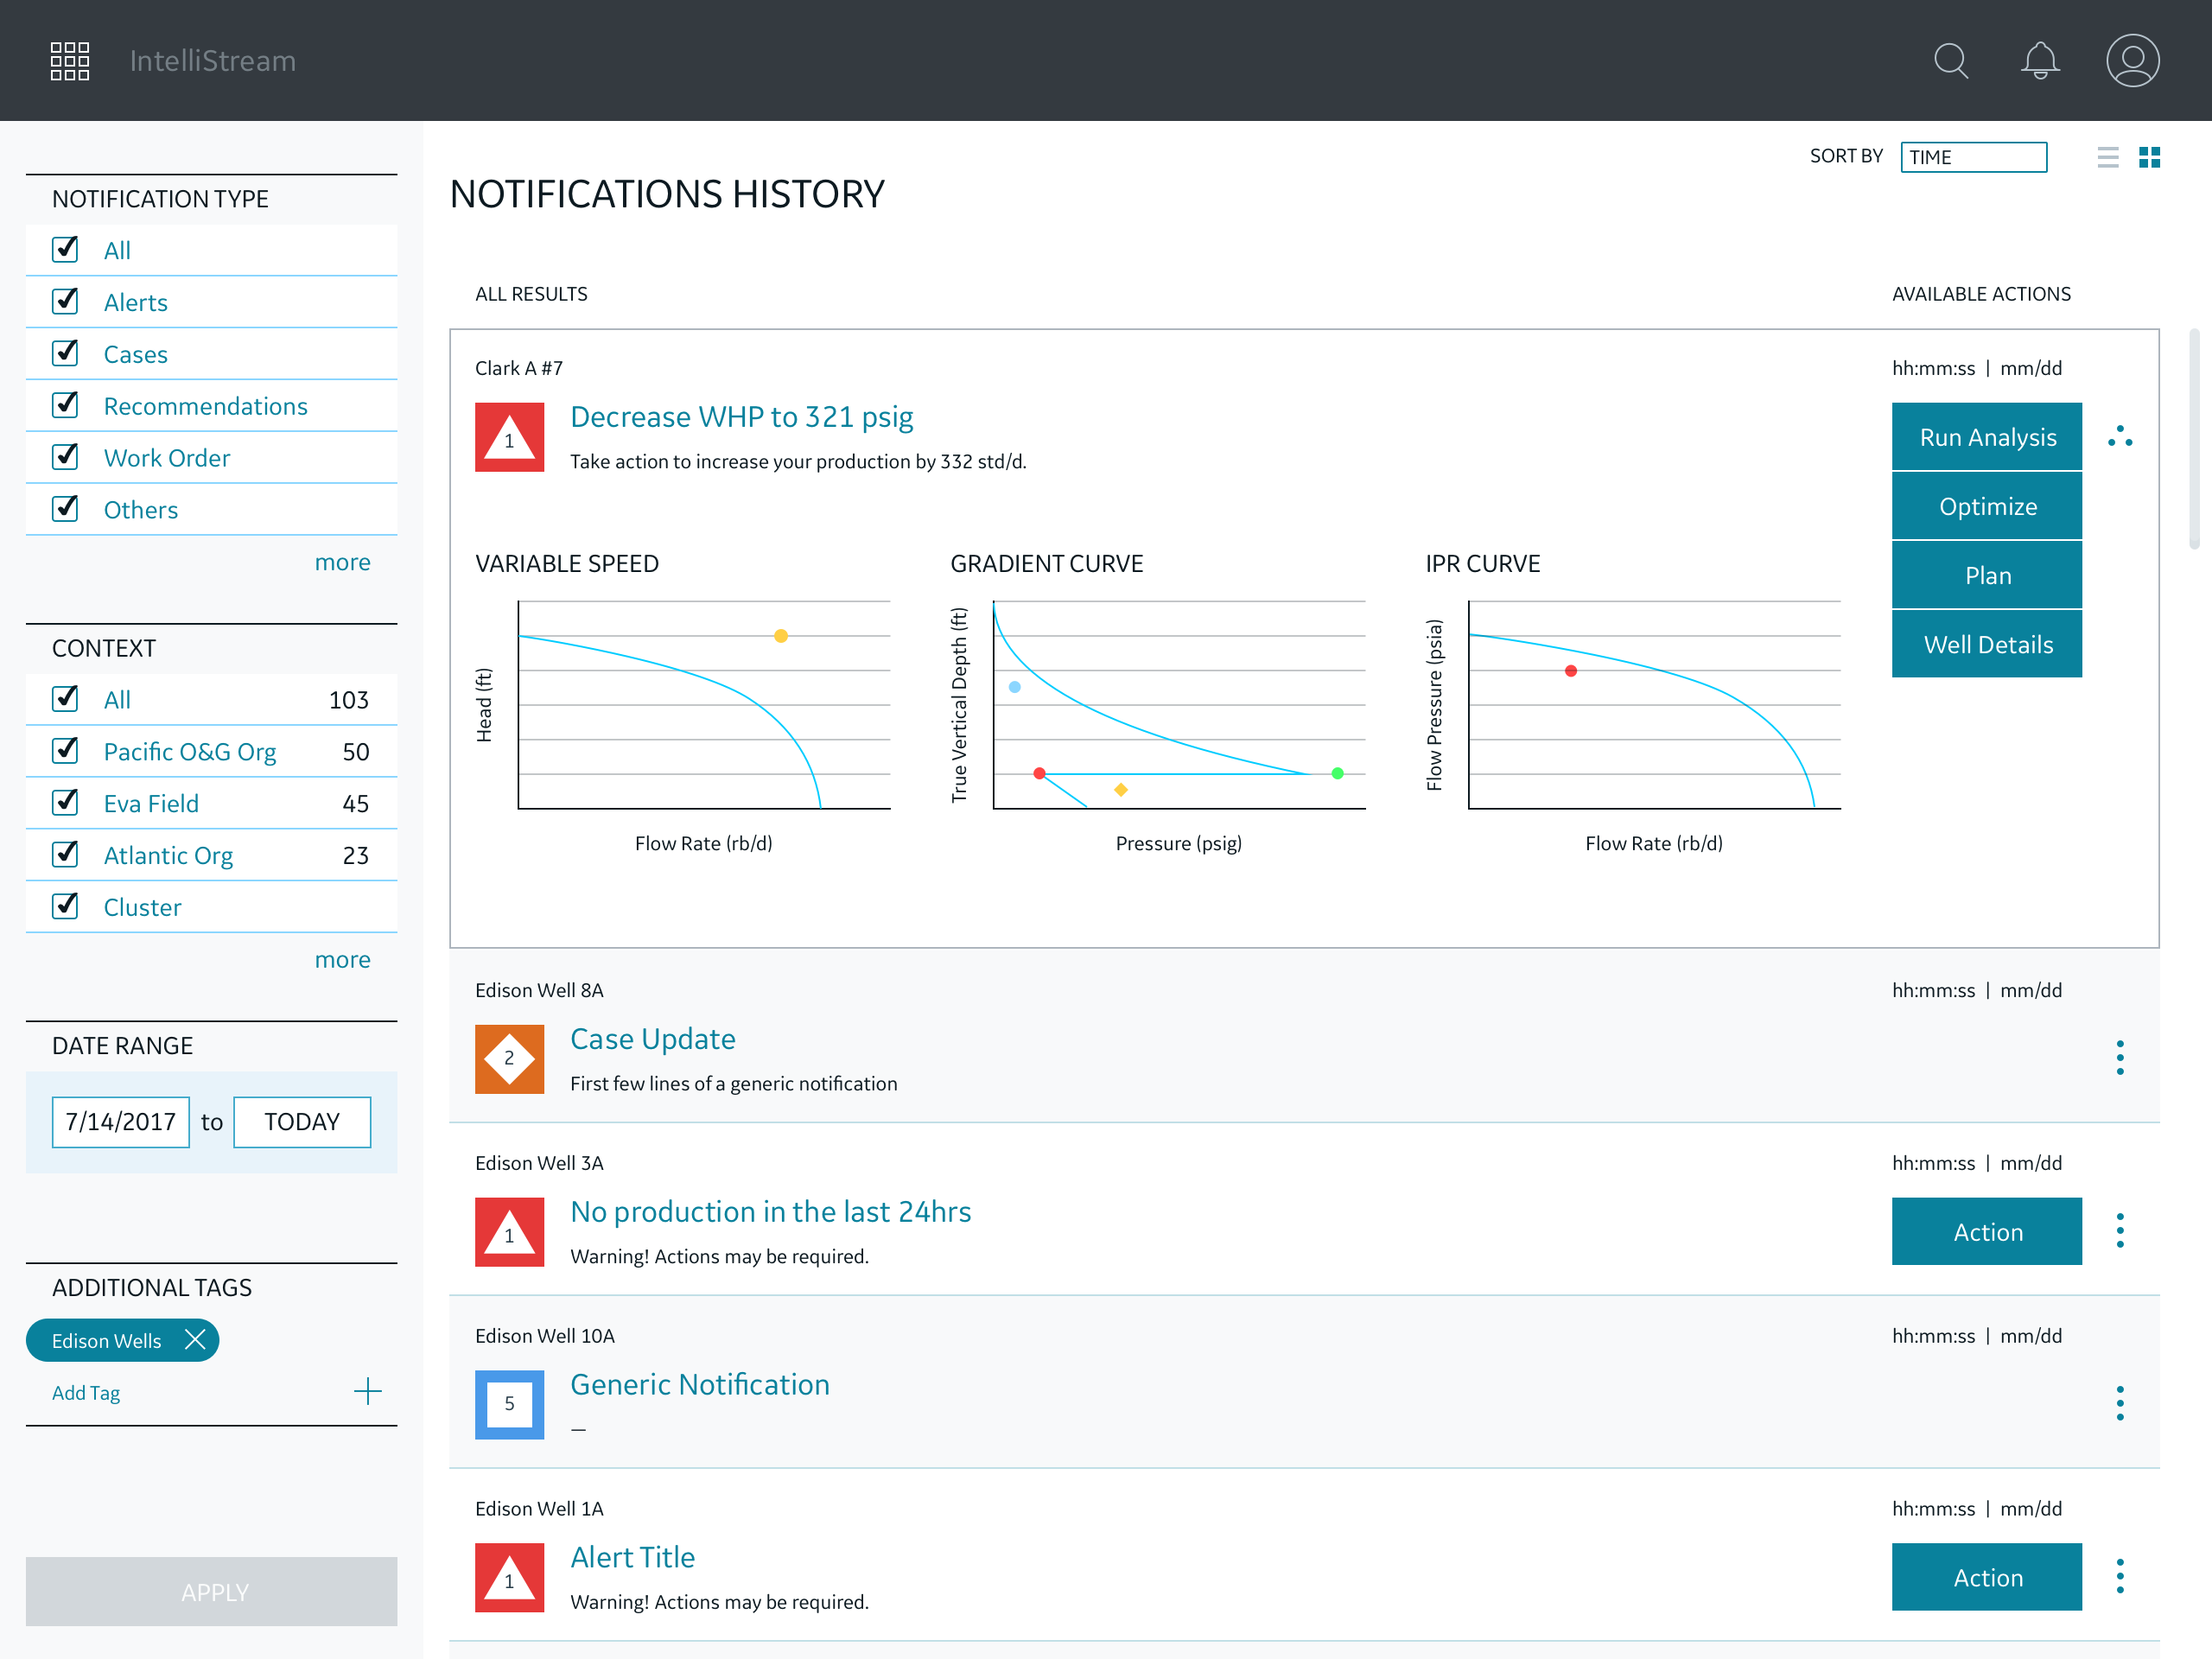 IntelliStream
SORT BY TIME
NOTIFICATION TYPE
All
Alerts
Cases
Recommendations
Work Order
Others
more
CONTEXT
All 103
Pacific O&G Org 50
Eva Field 45
Atlantic Org 23
Cluster
more
DATE RANGE
7/14/2017 to TODAY
ADDITIONAL TAGS
Edison Wells
Add Tag
APPLY
NOTIFICATIONS HISTORY
ALL RESULTS AVAILABLE ACTIONS
Clark A #7 hh:mm:ss | mm/dd
1
Decrease WHP to 321 psig
Take action to increase your production by 332 std/d.
Run Analysis
Optimize
Plan
Well Details
VARIABLE SPEED
Head (ft)
Flow Rate (rb/d)
GRADIENT CURVE
True Vertical Depth (ft)
Pressure (psig)
IPR CURVE
Flow Pressure (psia)
Flow Rate (rb/d)
Edison Well 8A hh:mm:ss | mm/dd
2
Case Update
First few lines of a generic notification
Edison Well 3A hh:mm:ss | mm/dd
1
No production in the last 24hrs
Warning! Actions may be required.
Action
Edison Well 10A hh:mm:ss | mm/dd
5
Generic Notification
—
Edison Well 1A hh:mm:ss | mm/dd
1
Alert Title
Warning! Actions may be required.
Action